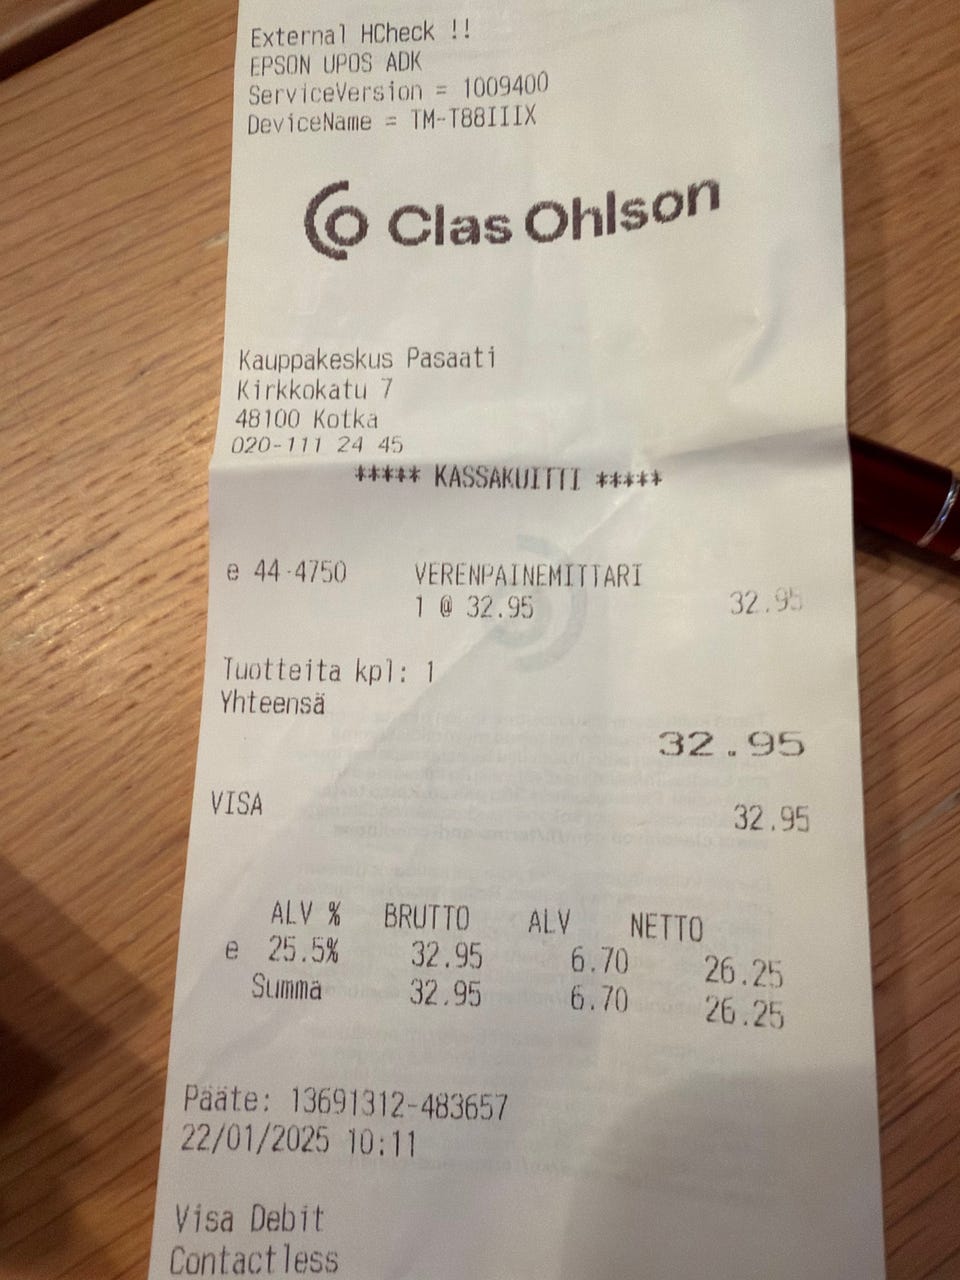 External HCheck !!
EPSON UPOS ADK
ServiceVersion = 1009400
DeviceName = TM-T88IIIX
Clas Ohlson
Kauppakeskus Pasaati
Kirkkokatu 7
48100 Kotka
020-111 24 45
***** KASSAKUITTI *****
e 44-4750 VERENPAINEMITTARI
1 @ 32.95 32.95
Tuotteita kpl: 1
Yhteensä
32.95
VISA 32.95
ALV % BRUTTO ALV NETTO
e 25.5% 32.95 6.70 26.25
Summa 32.95 6.70 26.25
Pääte: 13691312-483657
22/01/2025 10:11
Visa Debit
Contactless